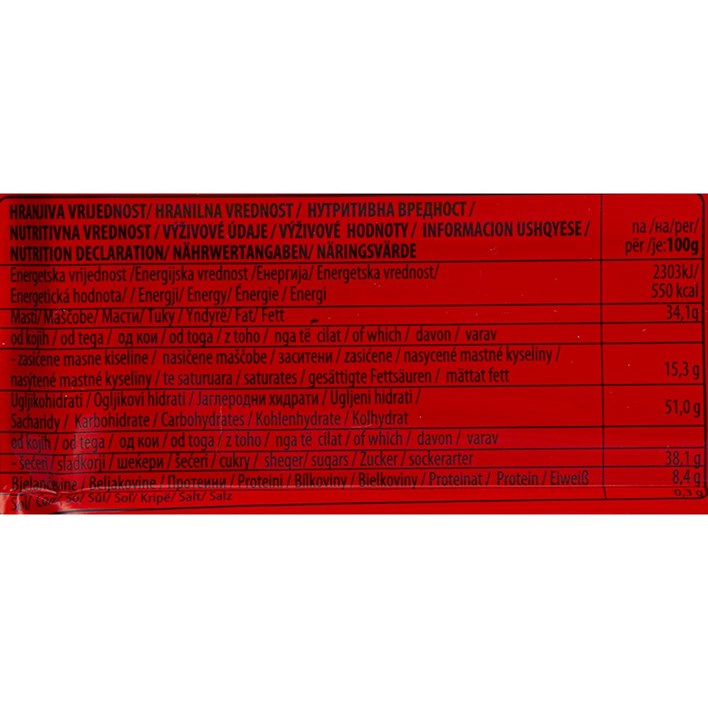 HRANJIVA VRIJEDNOST/ HRANILNA VREDNOST / НУТРИТИВНА ВРЕДНОСТ /
NUTRITIVNA VREDNOST / VÝŽIVOVÉ ÚDAJE / VÝŽIVOVÉ HODNOTY / INFORMACION USHQYESE /
NUTRITION DECLARATION/ NÄHRWERTANGABEN/ NÄRINGSVÄRDE
na /на/per/
për /je:100g
Energetska vrijednost /Energijska vrednost /Енергија/ Energetska vrednost/
Energetická hodnota/ / Energji/ Energy/ Énergie / Energi
2303kJ/
550 kcal
Masti/ Maščobe/ Масти/ Tuky / Yndyrë/ Fat/ Fett 34,1g
od kojih / od tega / од кои / od toga / z toho / nga të cilat / of which / davon / varav
- zasićene masne kiseline / nasičene maščobe / заситени / zasićene / nasycené mastné kyseliny /
nasýtené mastné kyseliny / te saturuara / saturates / gesättigte Fettsäuren / mättat fett 15,3 g
Ugljikohidrati / Ogljikovi hidrati / Јаглеродни хидрати / Ugljeni hidrati /
Sacharidy / Karbohidrate / Carbohydrates / Kohlenhydrate / Kolhydrat 51,0 g
od kojih / od tega / од кои / od toga / z toho / nga të cilat / of which / davon / varav
- šećeri / sladkorji / шекери / šećeri / cukry / sheqer/ sugars / Zucker / sockerarter 38,1 g
Bjelančevine / Beljakovine / Протеини / Proteini / Bílkoviny / Bielkoviny / Proteinat / Protein / Eiweiß 8,4 g
Sol/ Сол/ So/ Sůl/ Soľ/ Kripë/ Salt/ Salz 0,3 g